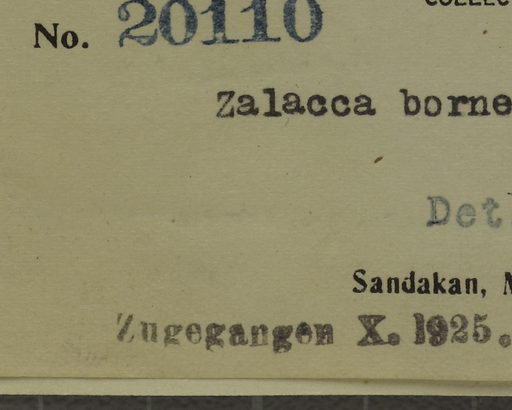 No. 20110
Zalacca borne
Det
Sandakan,
Zugegangen X. 1925.